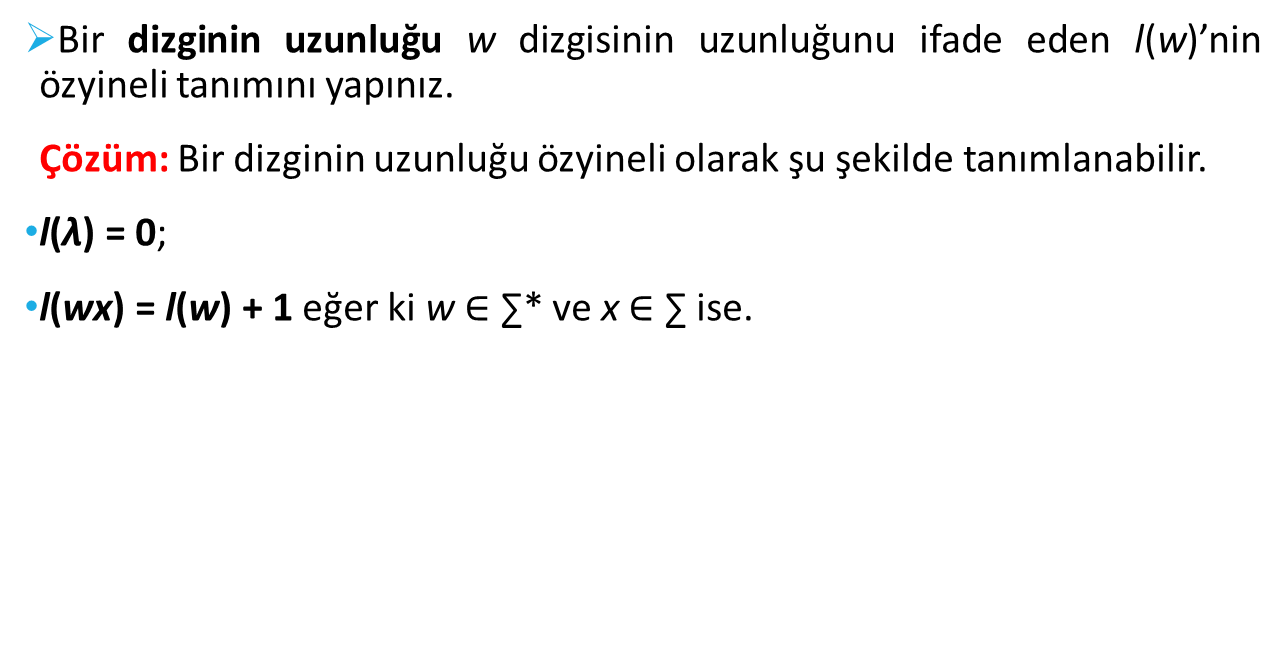 ➢Bir dizginin uzunluğu w dizgisinin uzunluğunu ifade eden l(w)’nin
özyineli tanımını yapınız.
Çözüm: Bir dizginin uzunluğu özyineli olarak şu şekilde tanımlanabilir.
•l(λ) = 0;
•l(wx) = l(w) + 1 eğer ki w ∈ ∑* ve x ∈ ∑ ise.